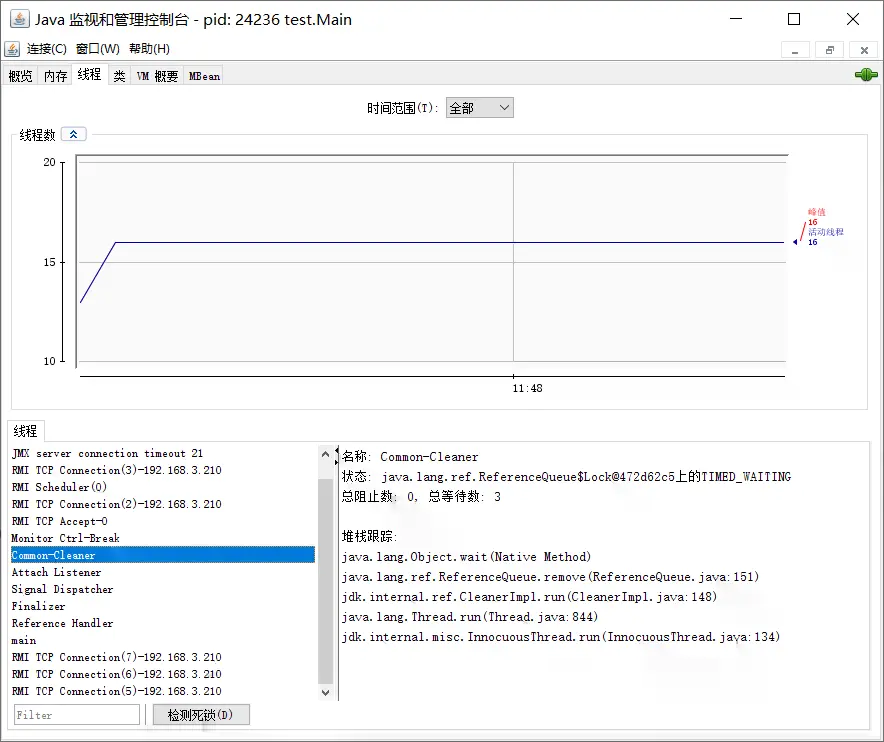 Java 监视和管理控制台 - pid: 24236 test.Main
连接(C) 窗口(W) 帮助(H)
概览 内存 线程 类 VM 概要 MBean
时间范围(T): 全部
线程数
20
15
10
峰值
16
活动线程
16
11:48
线程
JMX server connection timeout 21
RMI TCP Connection(3)-192.168.3.210
RMI Scheduler(0)
RMI TCP Connection(2)-192.168.3.210
RMI TCP Accept-0
Monitor Ctrl-Break
Common-Cleaner
Attach Listener
Signal Dispatcher
Finalizer
Reference Handler
main
RMI TCP Connection(7)-192.168.3.210
RMI TCP Connection(6)-192.168.3.210
RMI TCP Connection(5)-192.168.3.210
Filter
检测死锁(D)
名称: Common-Cleaner
状态: java.lang.ref.ReferenceQueue$Lock@472d62c5上的TIMED_WAITING
总阻止数: 0, 总等待数: 3
堆栈跟踪:
java.lang.Object.wait(Native Method)
java.lang.ref.ReferenceQueue.remove(ReferenceQueue.java:151)
jdk.internal.ref.CleanerImpl.run(CleanerImpl.java:148)
java.lang.Thread.run(Thread.java:844)
jdk.internal.misc.InnocuousThread.run(InnocuousThread.java:134)